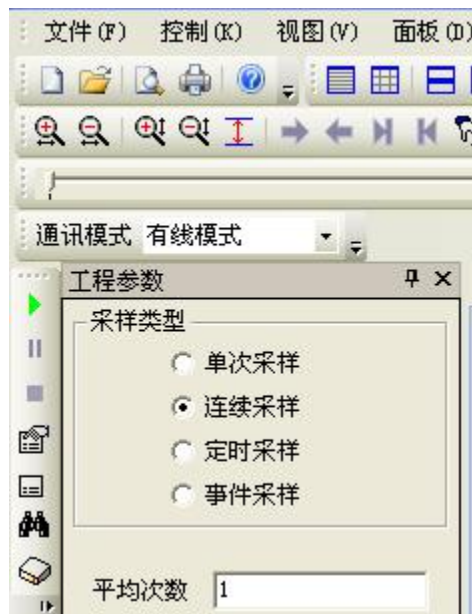 文件(F) 控制(K) 视图(V) 面板(D)
通讯模式 有线模式
工程参数
采样类型
单次采样
连续采样
定时采样
事件采样
平均次数 1